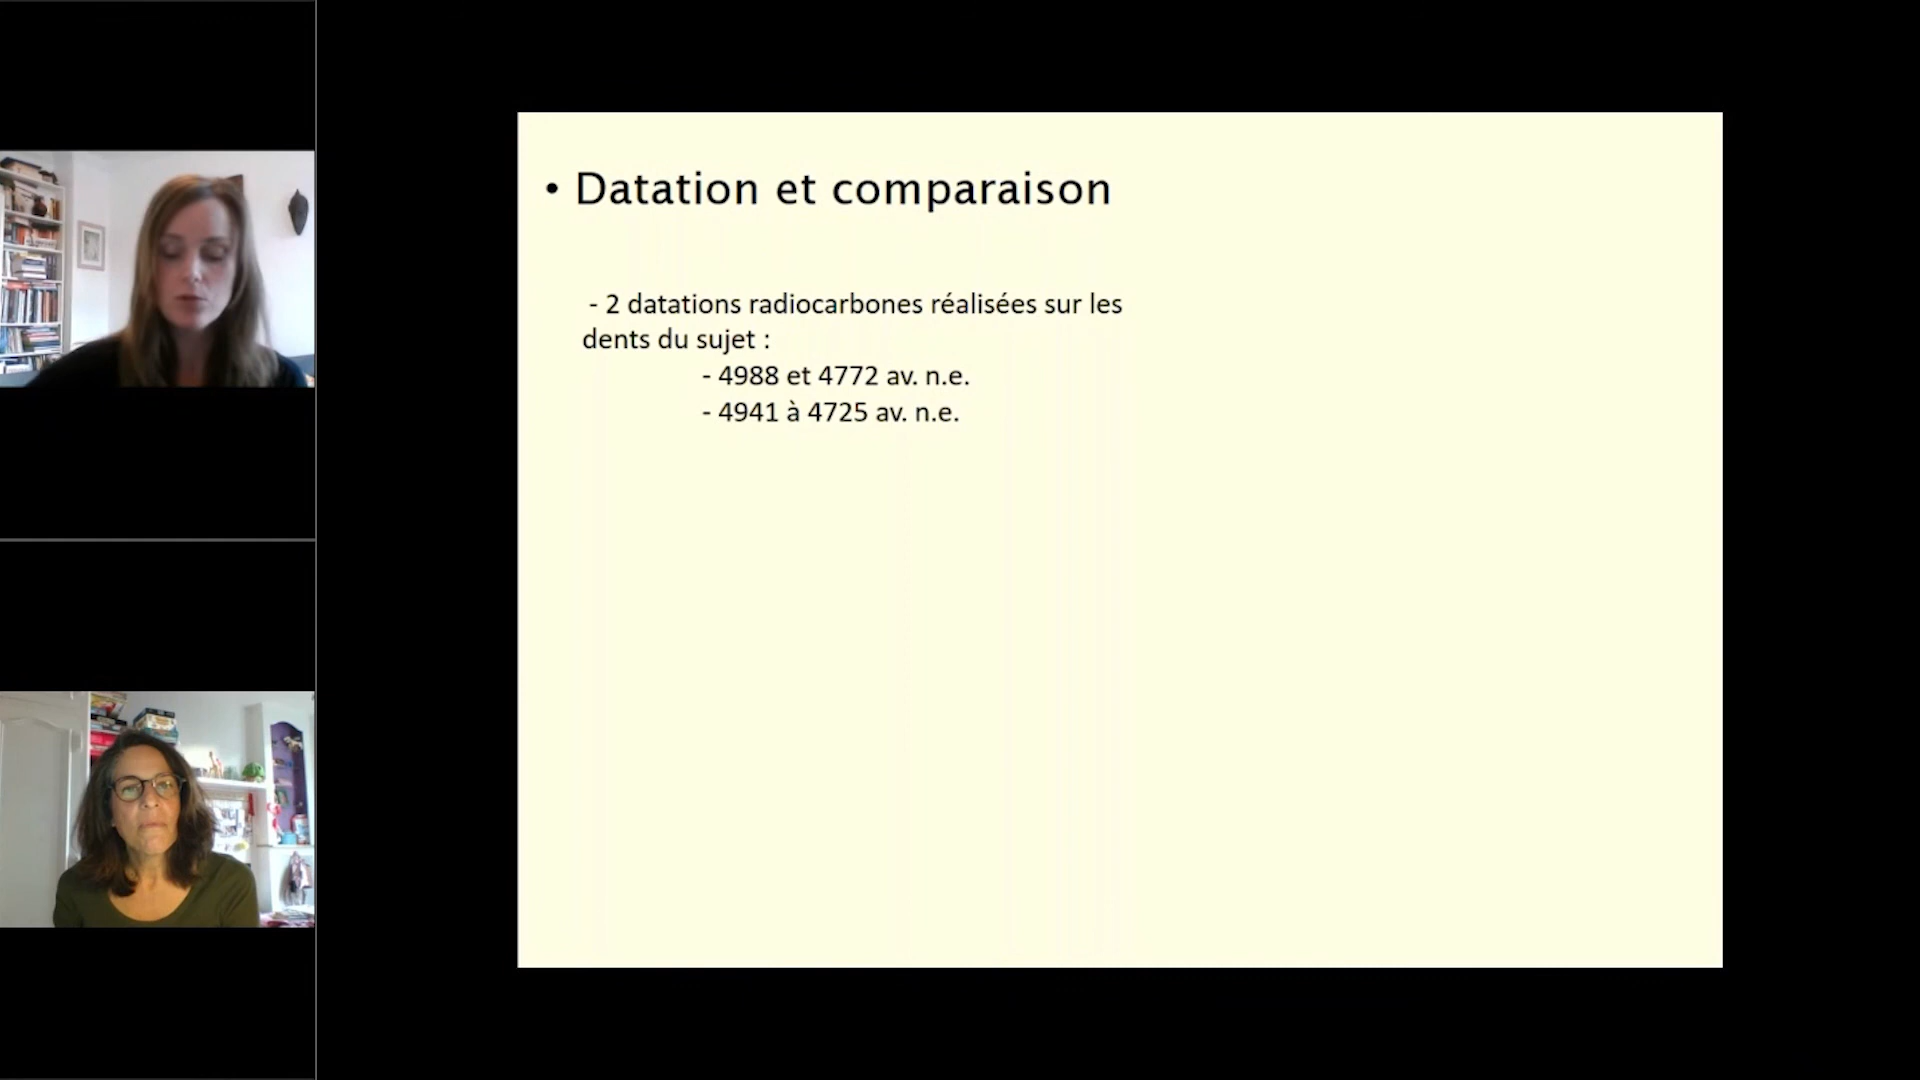 • Datation et comparaison
- 2 datations radiocarbones réalisées sur les
dents du sujet :
- 4988 et 4772 av. n.e.
- 4941 à 4725 av. n.e.